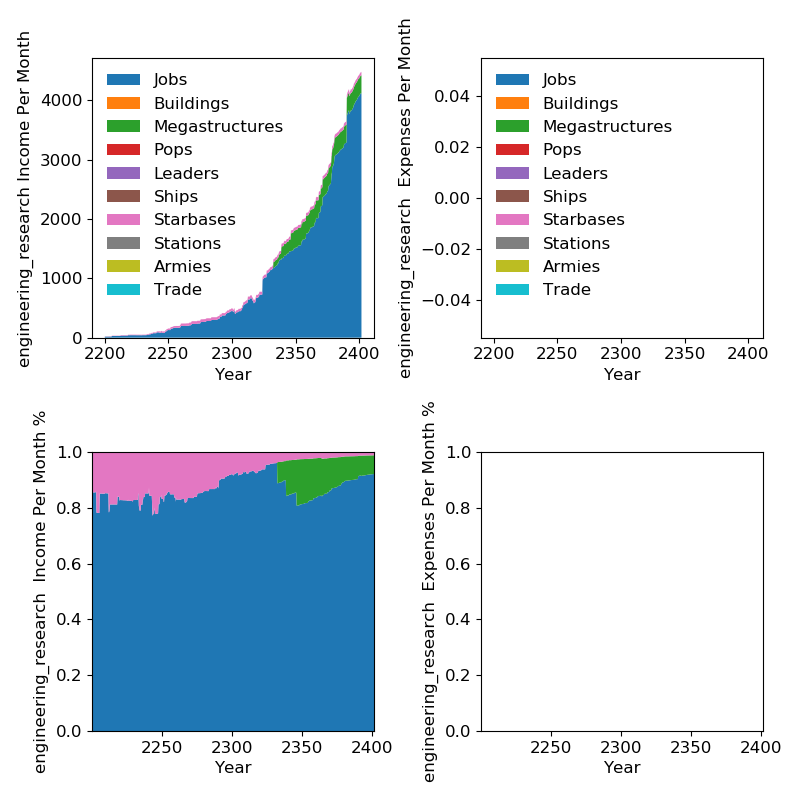 engineering_research Income Per Month
4000
3000
2000
1000
0
Jobs
Buildings
Megastructures
Pops
Leaders
Ships
Starbases
Stations
Armies
Trade
2200 2250 2300 2350 2400
Year
engineering_research Expenses Per Month
0.04
0.02
0.00
−0.02
−0.04
Jobs
Buildings
Megastructures
Pops
Leaders
Ships
Starbases
Stations
Armies
Trade
2200 2250 2300 2350 2400
Year
engineering_research Income Per Month %
1.0
0.8
0.6
0.4
0.2
0.0
2250 2300 2350 2400
Year
engineering_research Expenses Per Month %
1.0
0.8
0.6
0.4
0.2
0.0
2250 2300 2350 2400
Year